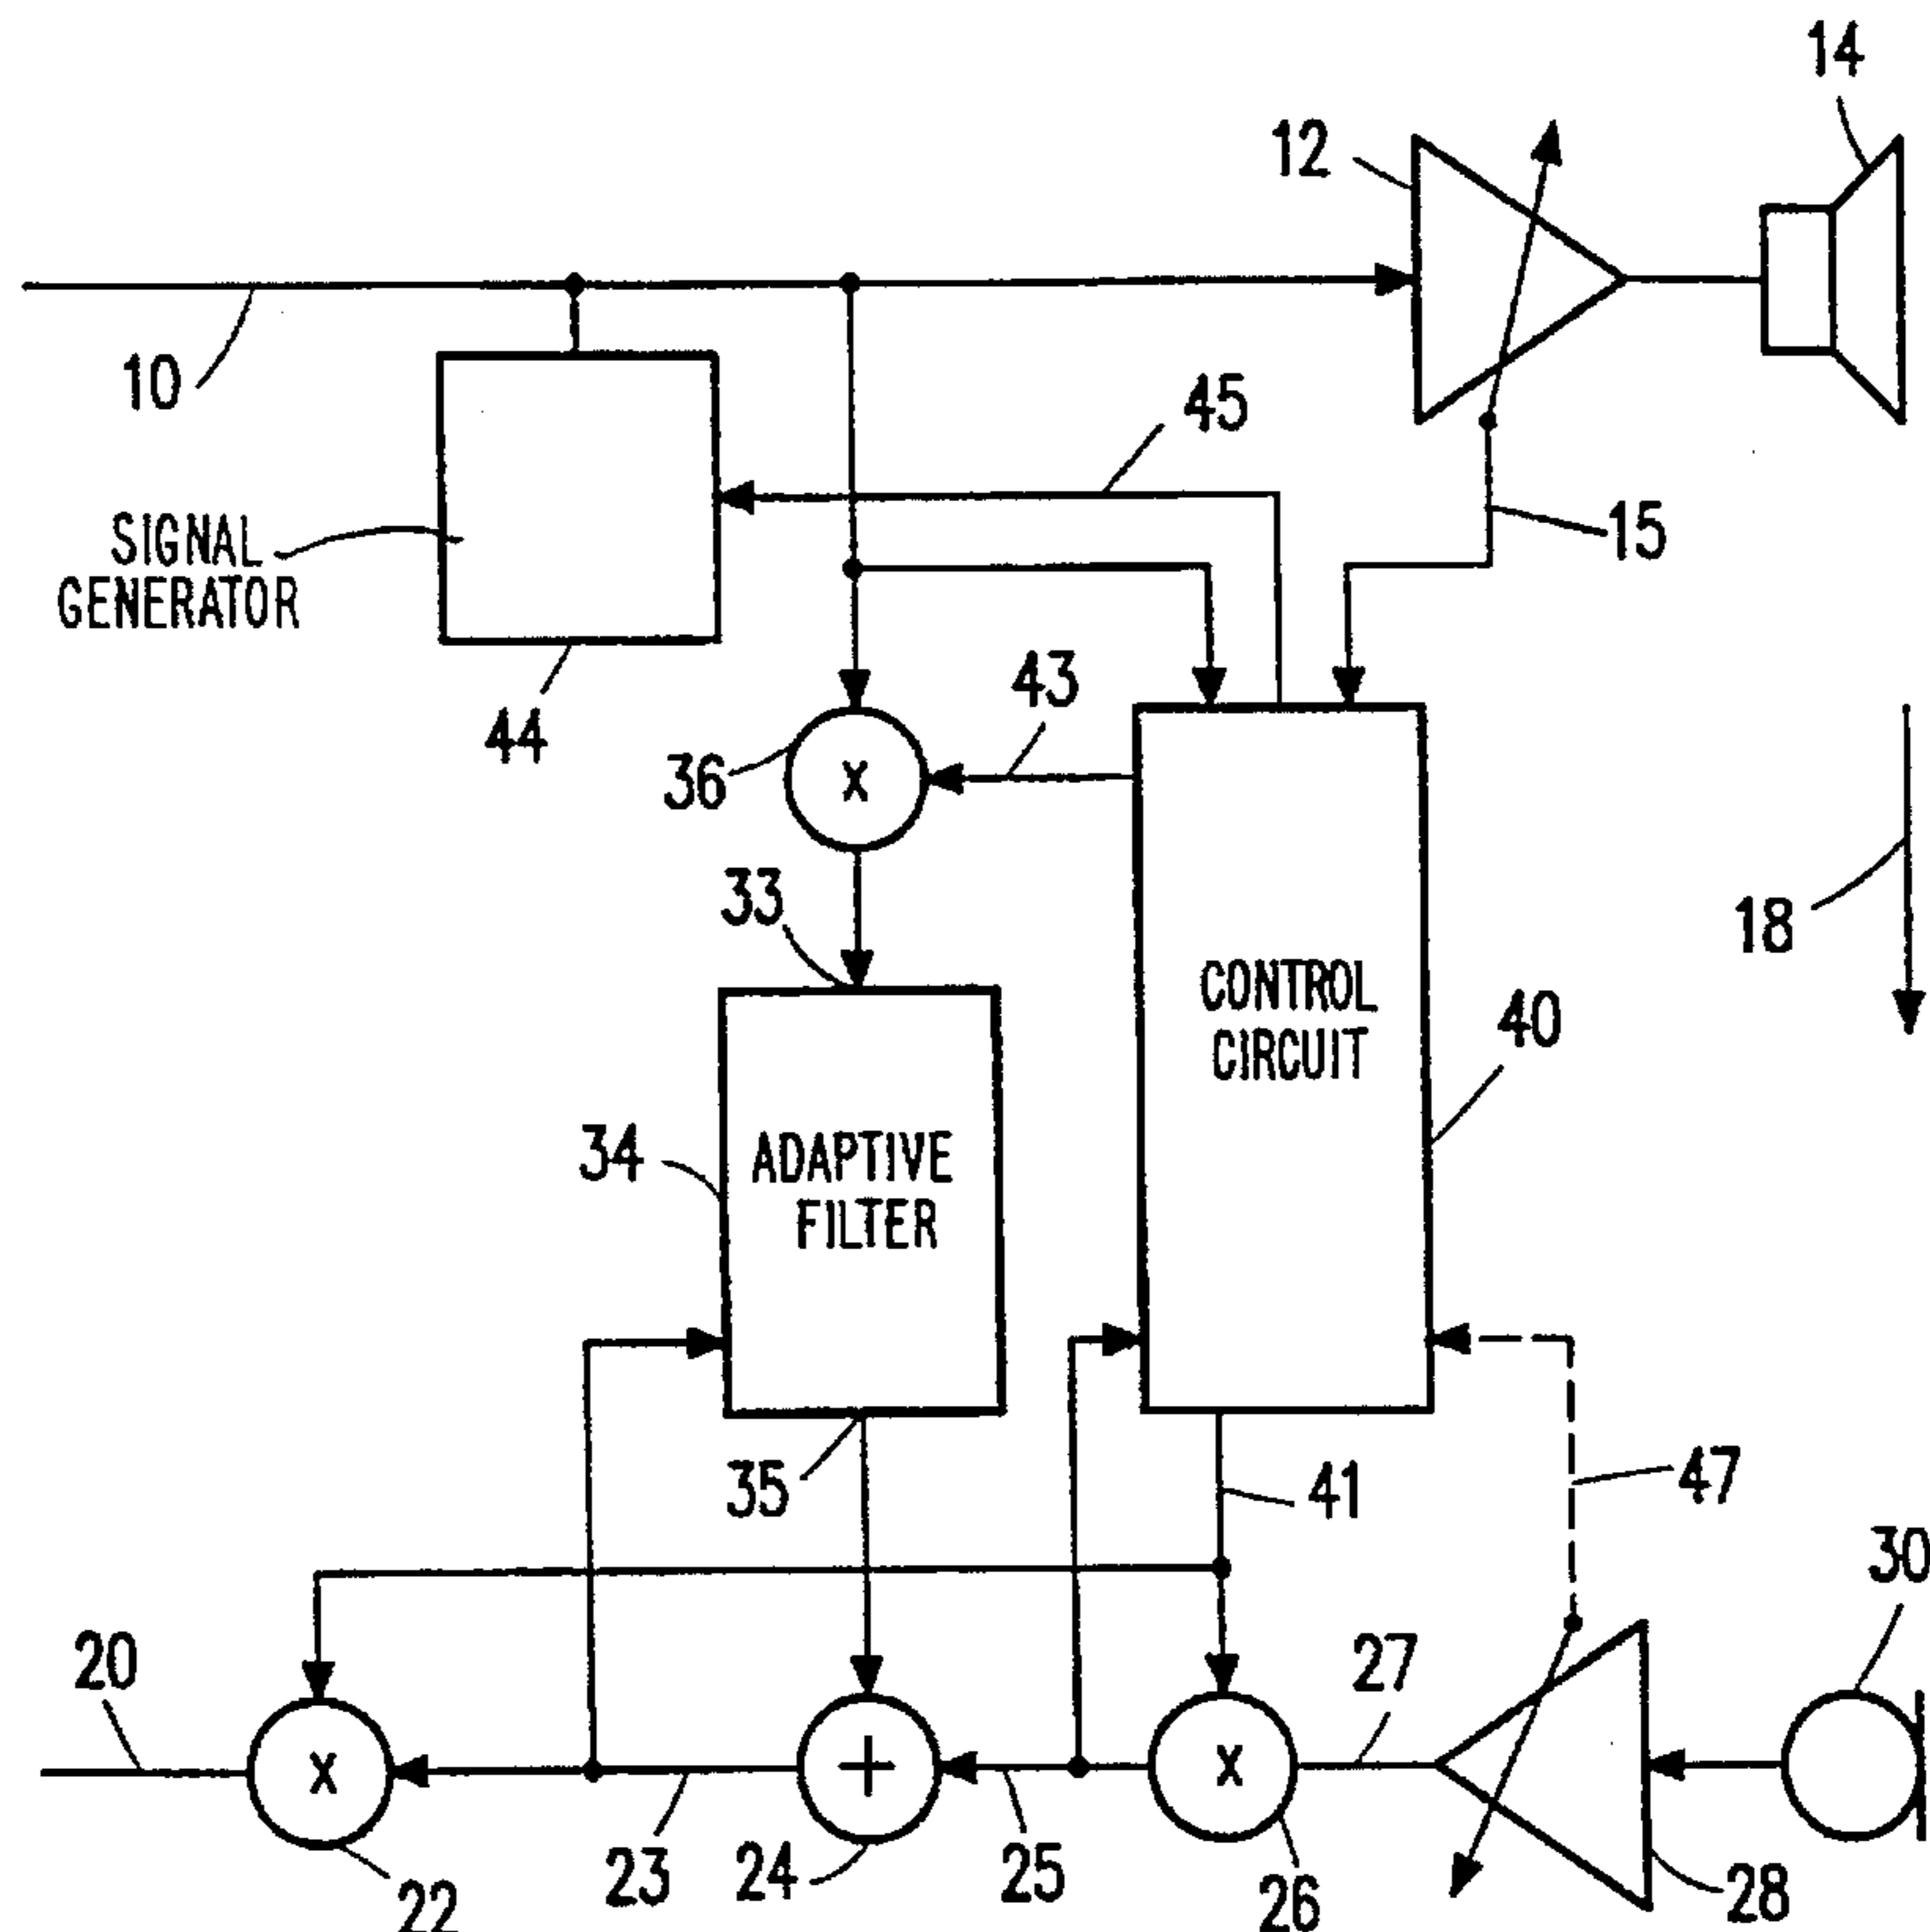 14
12
10
45
15
SIGNAL
GENERATOR
44
36
X
43
33
18
CONTROL
CIRCUIT
40
34
ADAPTIVE
FILTER
35
41
47
30
20
27
X
+
X
23
24
25
26
28
22